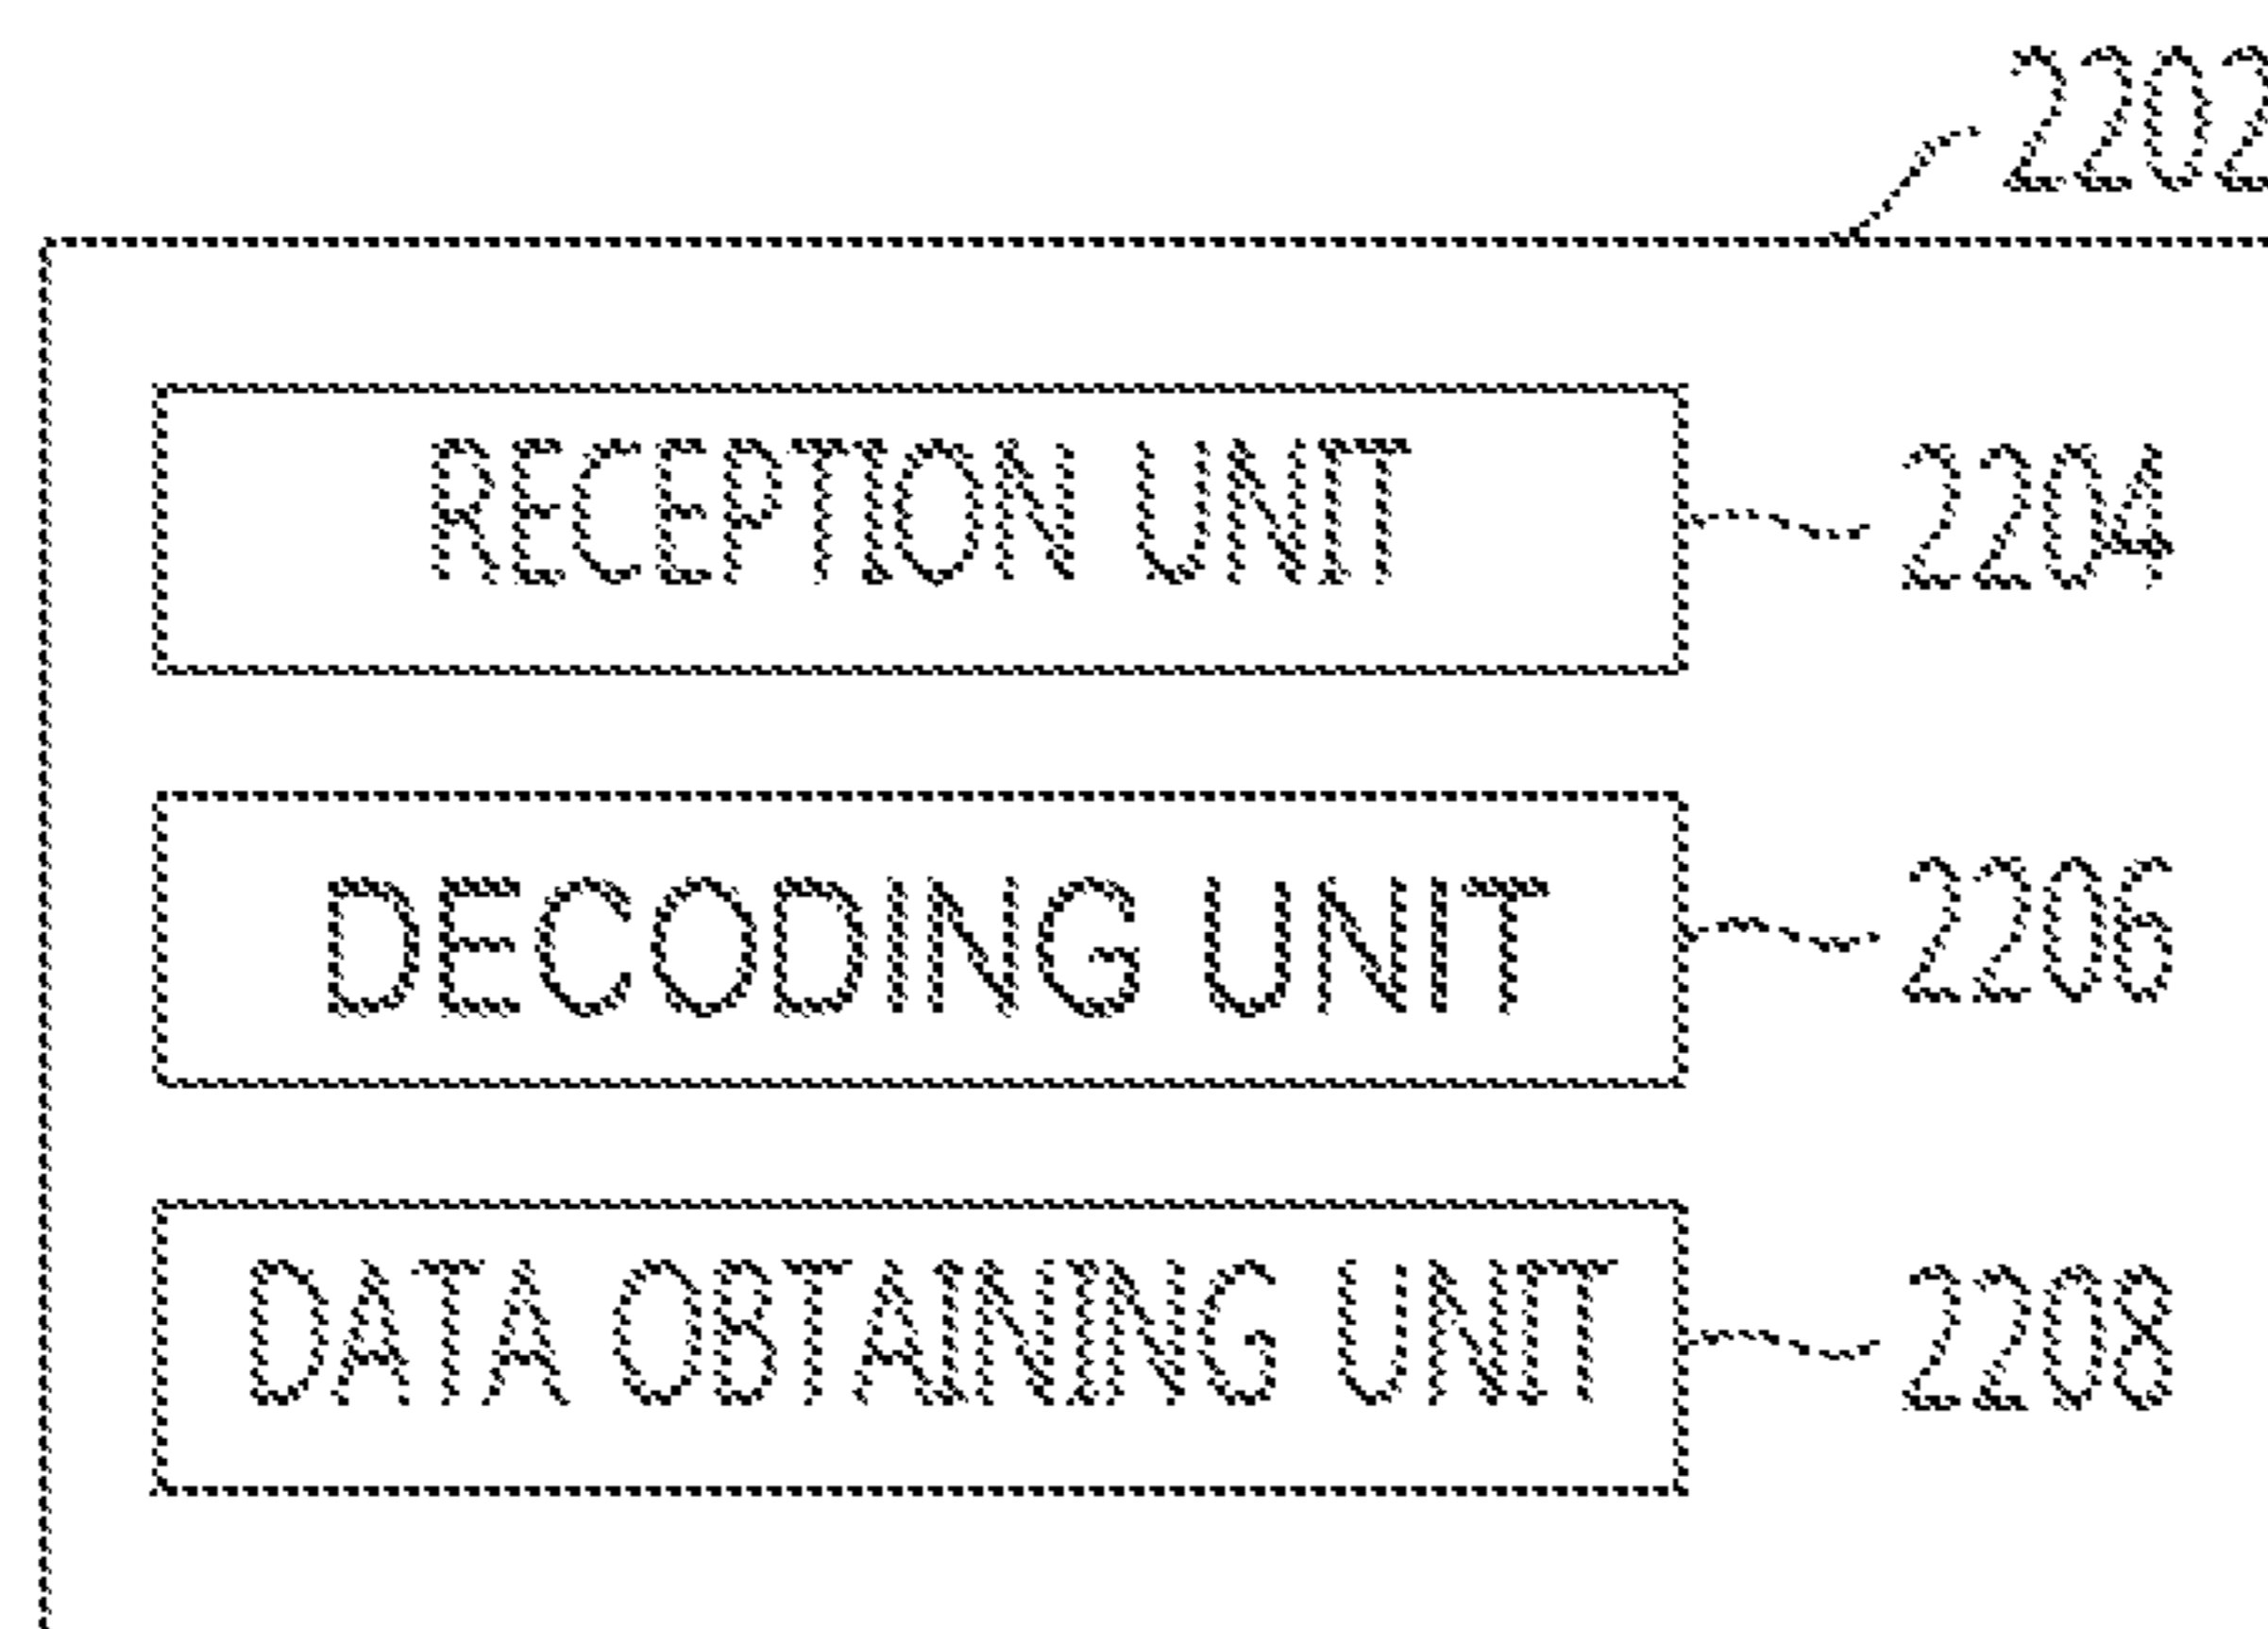 2202
RECEPTION UNIT 2204
DECODING UNIT 2206
DATA OBTAINING UNIT 2208